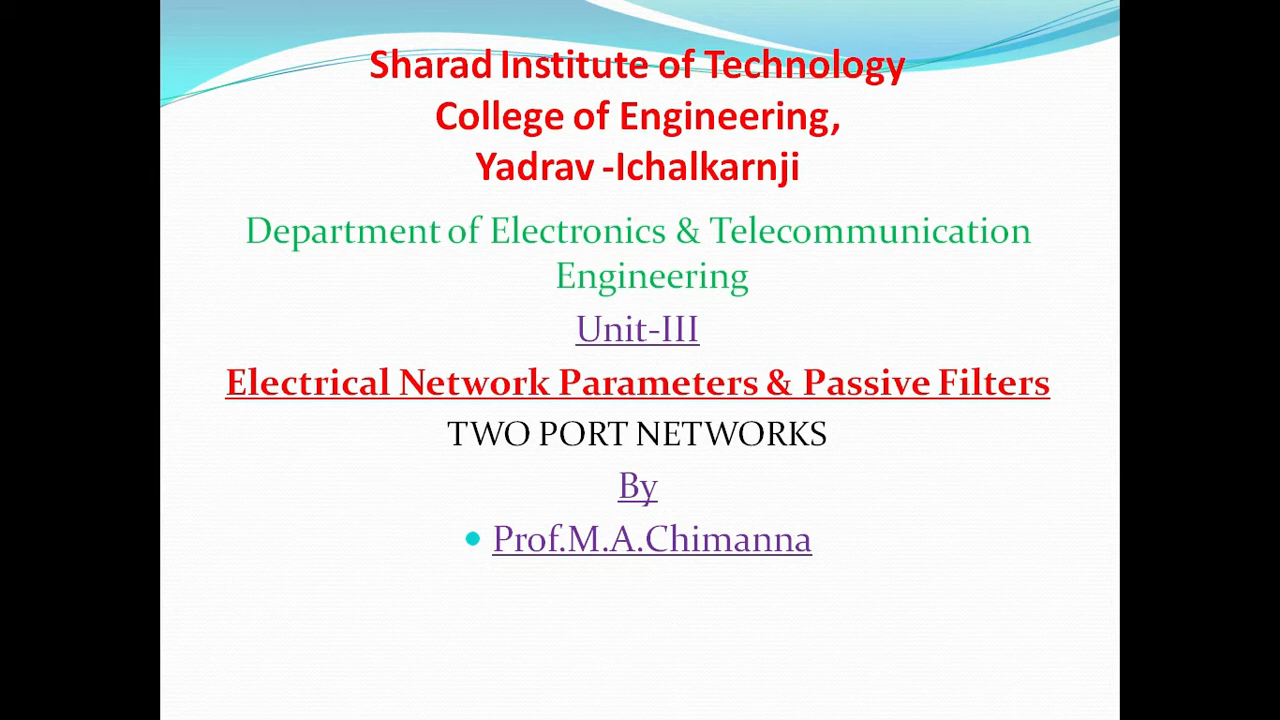 Sharad Institute of Technology
College of Engineering,
Yadrav -Ichalkarnji
Department of Electronics & Telecommunication
Engineering
Unit-III
Electrical Network Parameters & Passive Filters
TWO PORT NETWORKS
By
• Prof.M.A.Chimanna